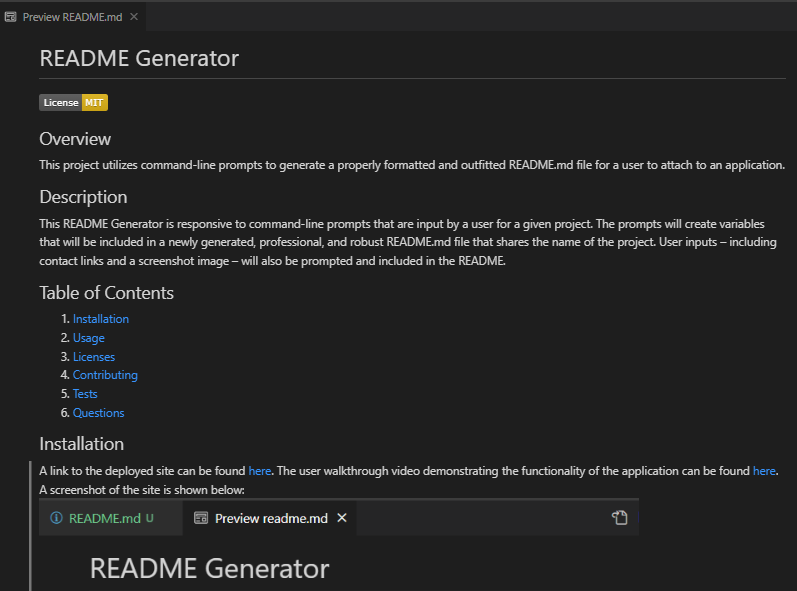 Preview README.md
README Generator
License MIT
Overview
This project utilizes command-line prompts to generate a properly formatted and outfitted README.md file for a user to attach to an application.
Description
This README Generator is responsive to command-line prompts that are input by a user for a given project. The prompts will create variables
that will be included in a newly generated, professional, and robust README.md file that shares the name of the project. User inputs – including
contact links and a screenshot image – will also be prompted and included in the README.
Table of Contents
1. Installation
2. Usage
3. Licenses
4. Contributing
5. Tests
6. Questions
Installation
A link to the deployed site can be found here. The user walkthrough video demonstrating the functionality of the application can be found here.
A screenshot of the site is shown below:
README.md U Preview readme.md
README Generator